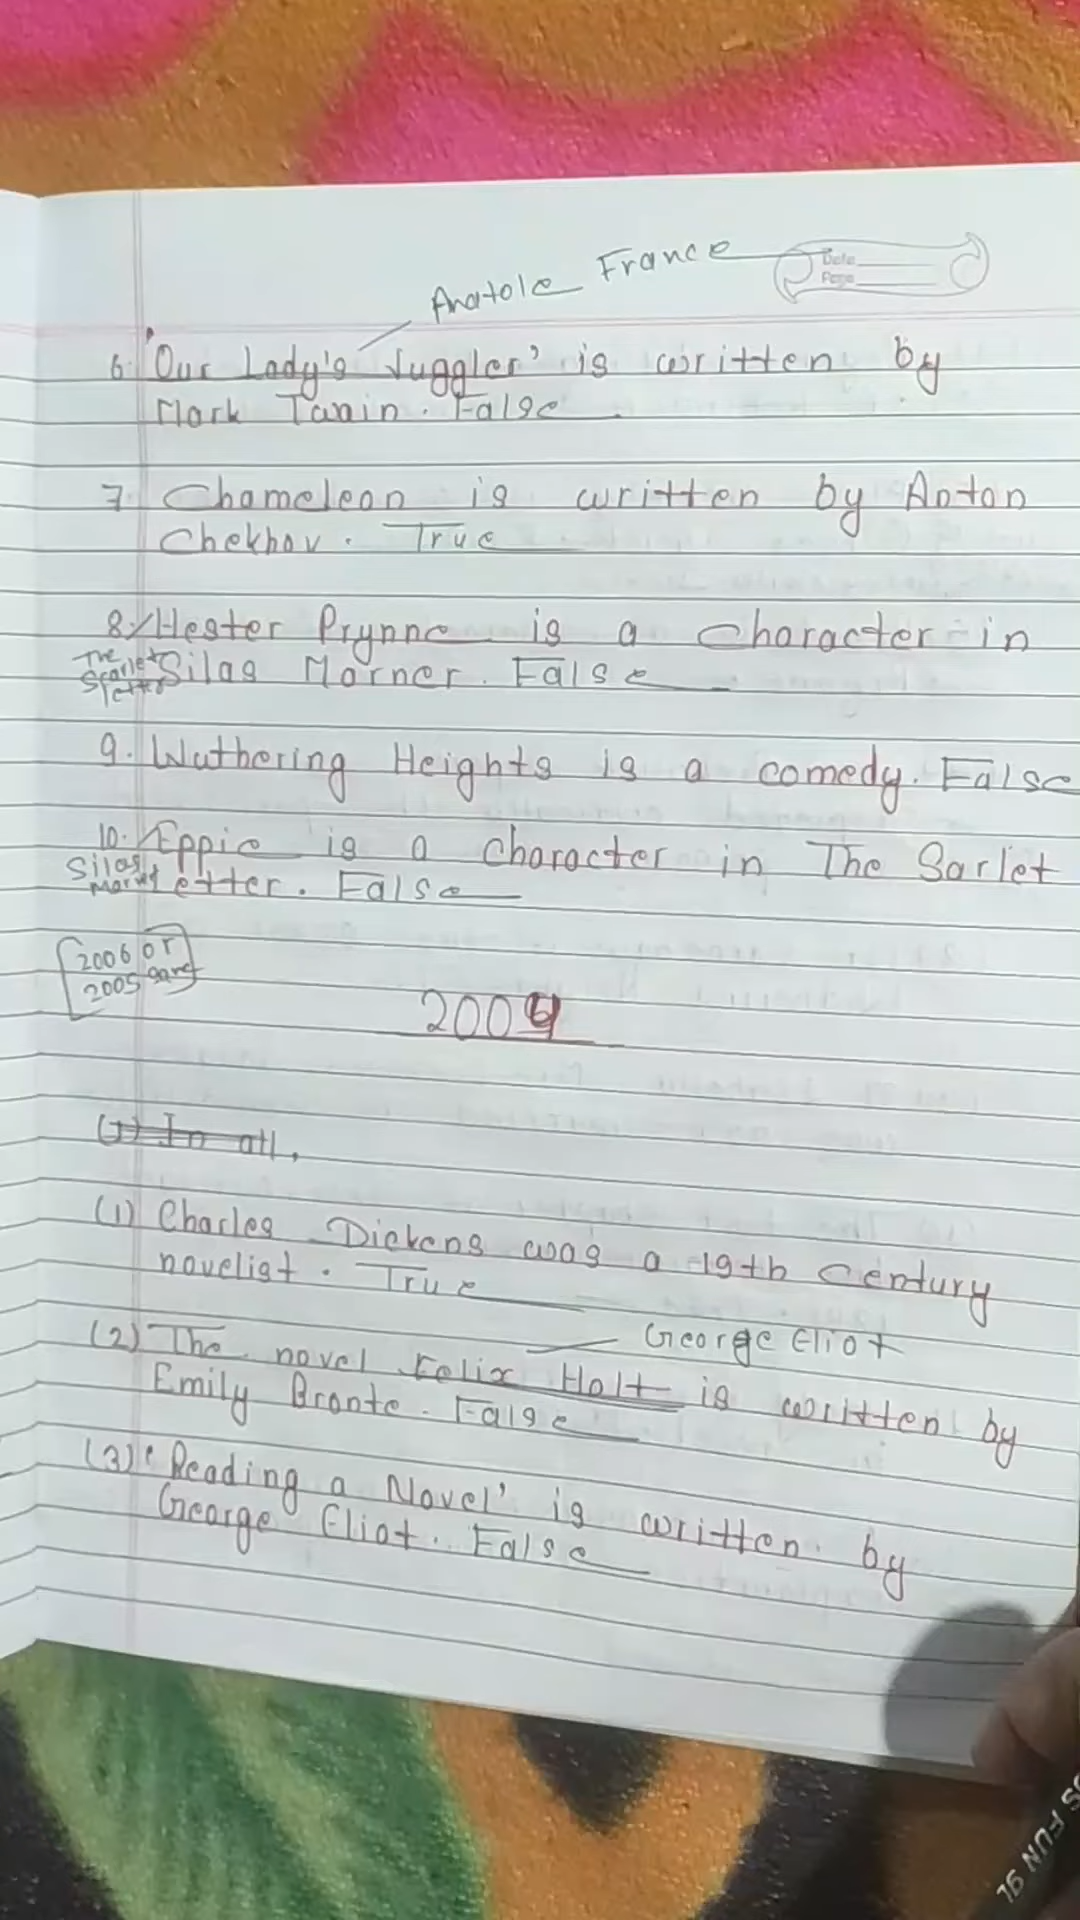 Anatole France
Date
Page
6. 'Our Lady's Juggler' is written by
Mark Twain. False
7. Chameleon is written by Anton
Chekhov. True
8. Hester Prynne is a character in
The Scarlet Letter
Silas Marner. False
9. Wuthering Heights is a comedy. False
10. Eppie is a character in The Sarlet
Silas
Letter. False
2006 or
2005
2004
(1) In all,
(1) Charles Dickens was a 19th century
novelist. True
George Eliot
(2) The novel Felix Holt is written by
Emily Bronte. False
(3) 'Reading a Novel' is written by
George Eliot. False